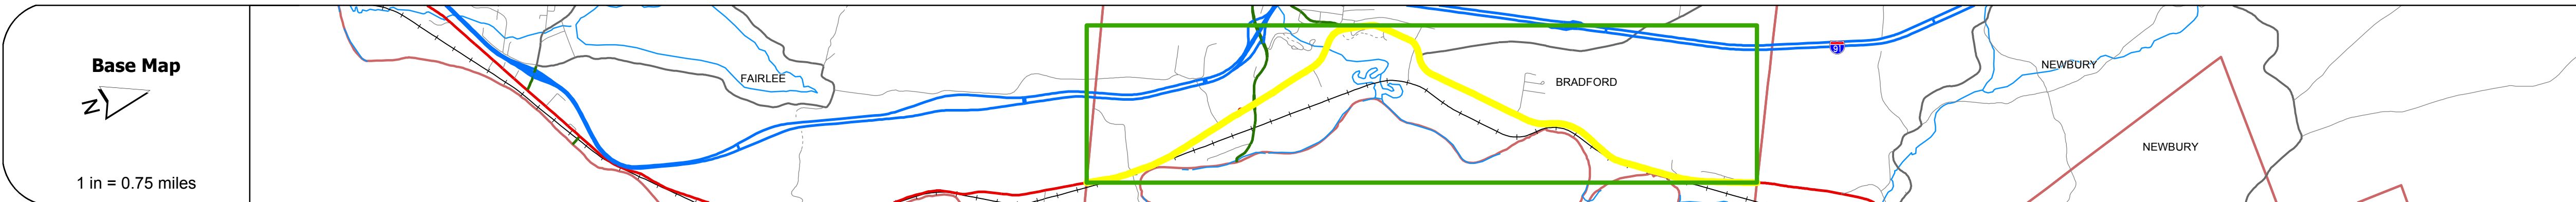 Base Map
N
1 in = 0.75 miles
FAIRLEE
BRADFORD
91
NEWBURY
NEWBURY